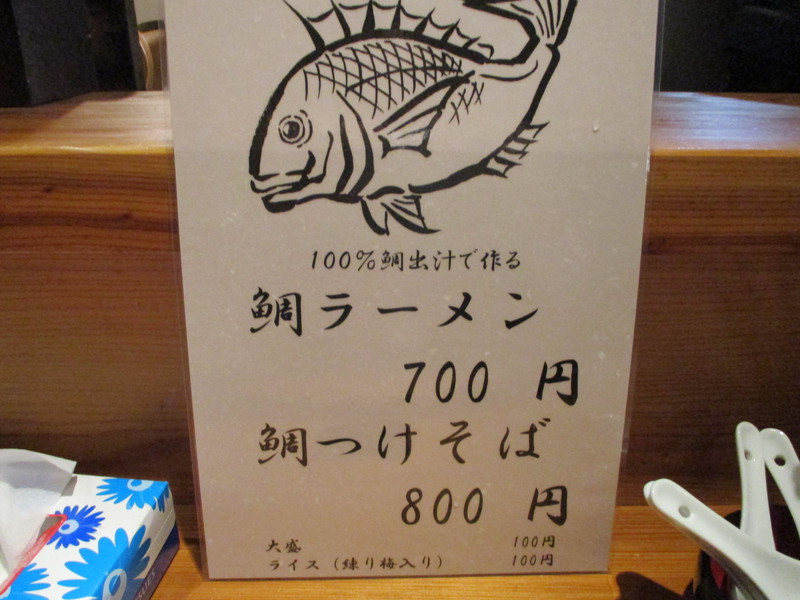 100%鯛出汁で作る
鯛ラーメン
700 円
鯛つけそば
800 円
大盛 100円
ライス（練り梅入り） 100円